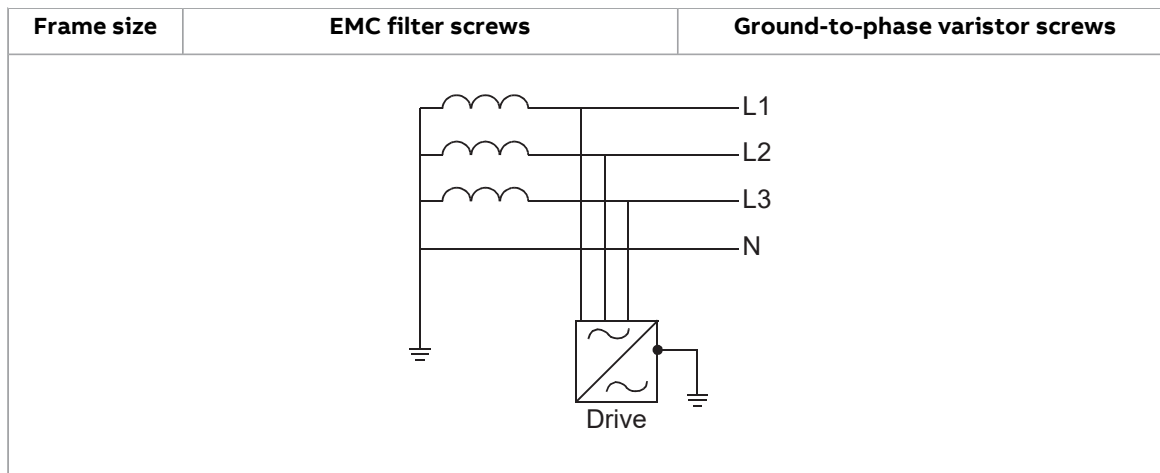 Frame size EMC filter screws Ground-to-phase varistor screws
L1
L2
L3
N
Drive